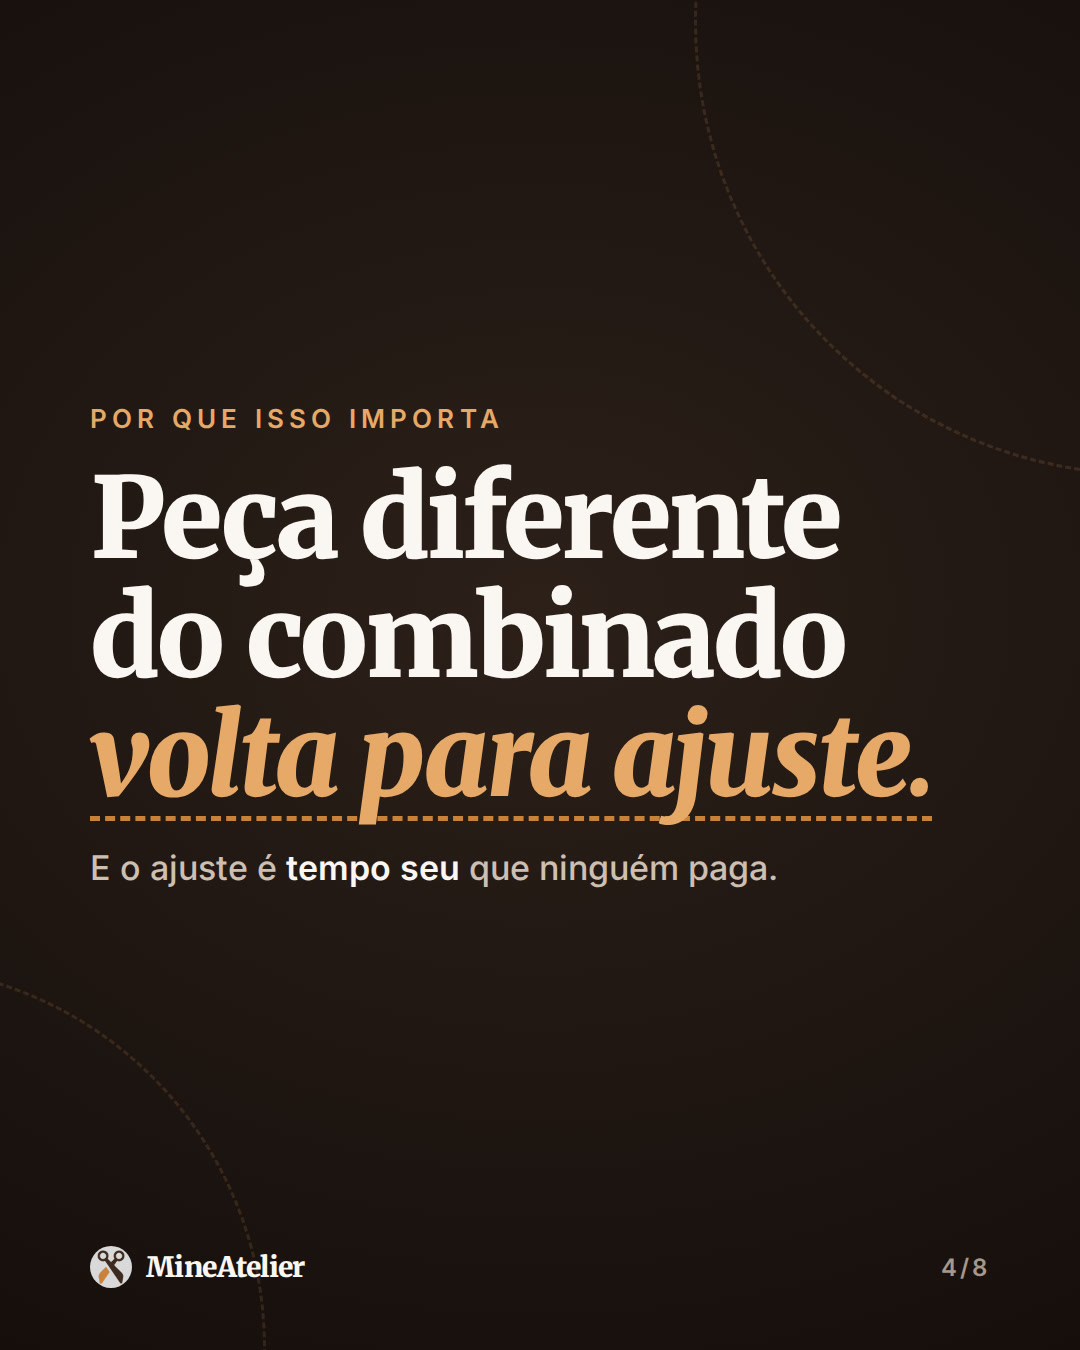 POR QUE ISSO IMPORTA
Peça diferente
do combinado
volta para ajuste.
E o ajuste é tempo seu que ninguém paga.
MineAtelier
4/8